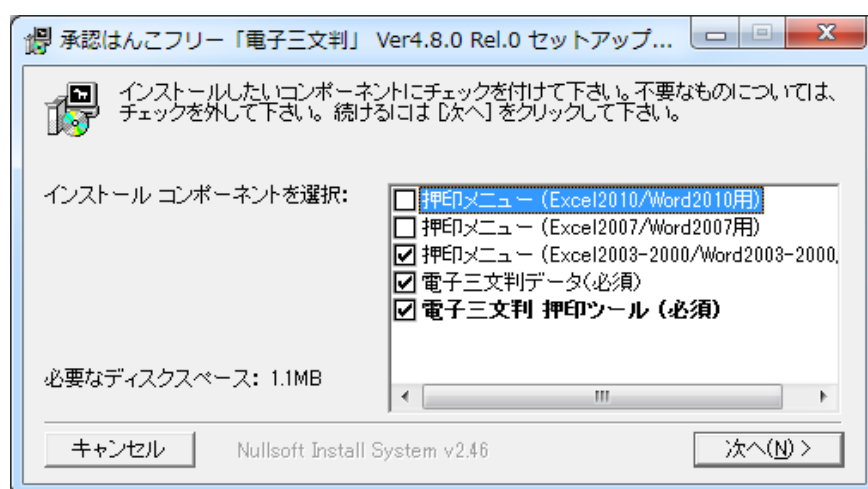 承認はんこフリー「電子三文判」 Ver4.8.0 Rel.0 セットアップ...
インストールしたいコンポーネントにチェックを付けて下さい。不要なものについては、
チェックを外して下さい。続けるには [次へ] をクリックして下さい。
インストール コンポーネントを選択:
押印メニュー (Excel2010/Word2010用)
押印メニュー (Excel2007/Word2007用)
押印メニュー (Excel2003-2000/Word2003-2000,
電子三文判データ(必須)
電子三文判 押印ツール (必須)
必要なディスクスペース: 1.1MB
キャンセル
Nullsoft Install System v2.46
次へ(N) >